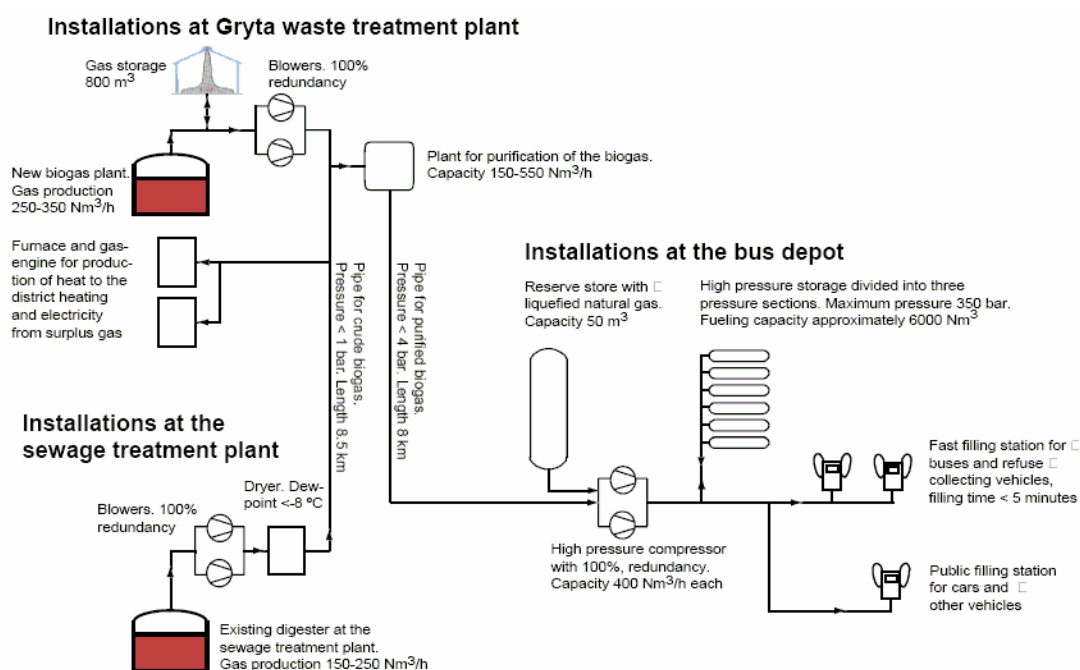 Installations at Gryta waste treatment plant
Gas storage
800 m3
Blowers. 100%
redundancy
New biogas plant.
Gas production
250-350 Nm3/h
Plant for purification of the biogas.
Capacity 150-550 Nm3/h
Furnace and gas-
engine for produc-
tion of heat to the
district heating
and electricity
from surplus gas
Pipe for crude biogas.
Pressure < 1 bar. Length 8.5 km
Pipe for purified biogas.
Pressure < 4 bar. Length 8 km
Installations at the bus depot
Reserve store with □
liquefied natural gas.
Capacity 50 m3
High pressure storage divided into three
pressure sections. Maximum pressure 350 bar.
Fueling capacity approximately 6000 Nm3
Installations at the
sewage treatment plant
Dryer. Dew-
point <-8 ºC
Blowers. 100%
redundancy
High pressure compressor
with 100%, redundancy.
Capacity 400 Nm3/h each
Fast filling station for □
buses and refuse □
collecting vehicles,
filling time < 5 minutes
Public filling station
for cars and □
other vehicles
Existing digester at the
sewage treatment plant.
Gas production 150-250 Nm3/h